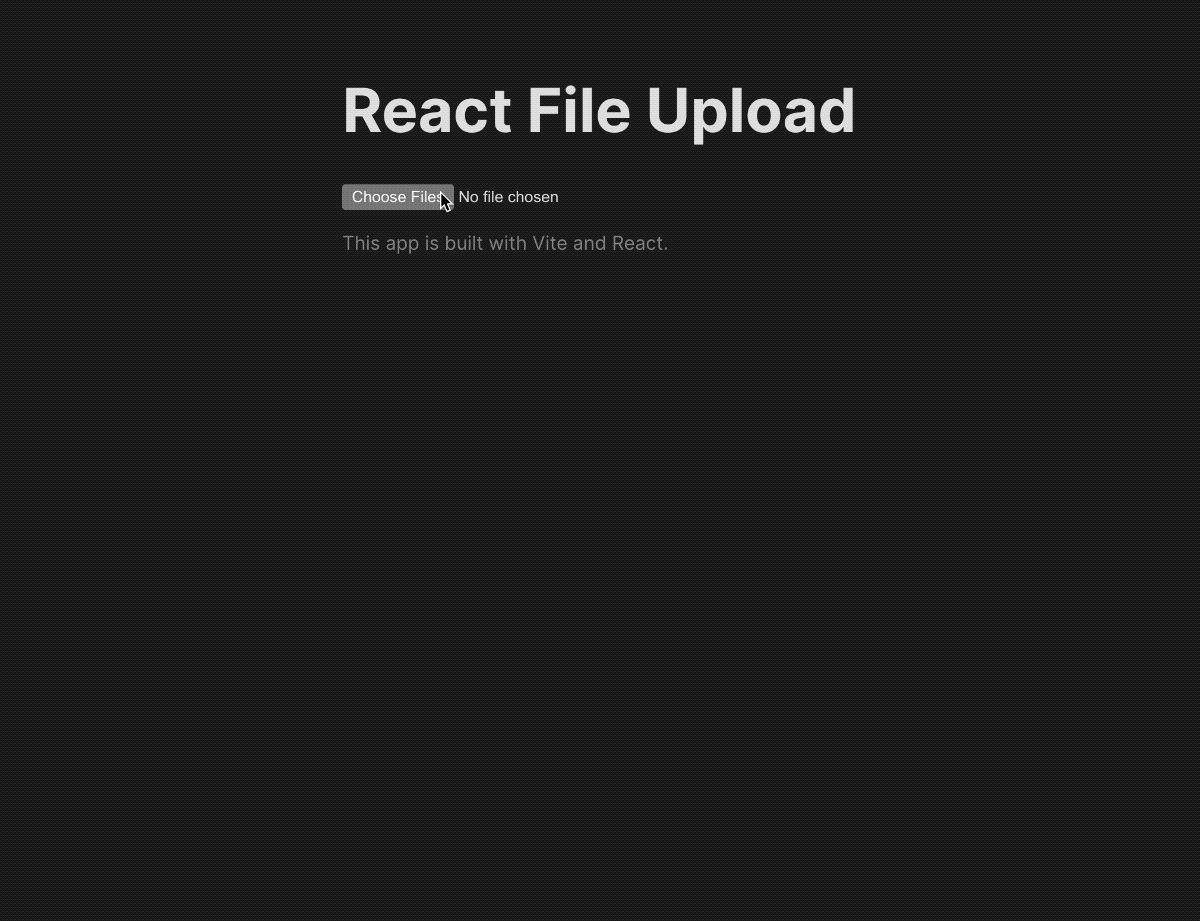 React File Upload
Choose Files No file chosen
This app is built with Vite and React.